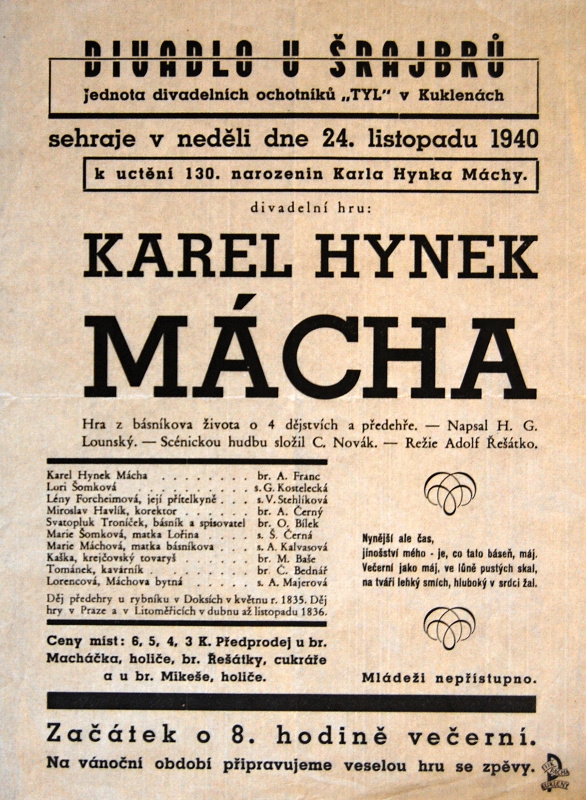 DIVADLO U ŠRAJBRŮ
Jednota divadelních ochotníků „TYL” v Kuklenách
sehraje v neděli dne 24. listopadu 1940
k uctění 130. narozenin Karla Hynka Máchy.
divadelní hru:
KAREL HYNEK
MÁCHA
Hra z básníkova života o 4 dějstvích a předehře. — Napsal H. G.
Lounský. — Scénickou hudbu složil C. Novák. — Režie Adolf Řešátko.
Karel Hynek Mácha . . . . . . . . br. A. Franc
Lori Šomková . . . . . . . . . . s. G. Kostelecká
Lény Forcheimová, její přítelkyně . . . s. V. Stehlíková
Miroslav Havlík, korektor . . . . . . br. A. Černý
Svatopluk Troníček, básník a spisovatel br. O. Bílek
Marie Šomková, matka Lořina . . . . . s. Š. Černá
Marie Máchová, matka básníkova . . . . s. A. Kalvasová
Kaška, krejčovský tovaryš . . . . . . br. M. Baše
Tománek, kavárník . . . . . . . . br. Č. Bednář
Lorencová, Máchova bytná . . . . . . s. A. Majerová
Děj předehry u rybníku v Doksích v květnu r. 1835. Děj
hry v Praze a v Litoměřicích v dubnu až listopadu 1836.
Nynější ale čas,
jinošství mého - je, co tato báseň, máj.
Večerní jako máj, ve lůně pustých skal,
na tváři lehký smích, hluboký v srdci žal.
Ceny míst: 6, 5, 4, 3 K. Předprodej u br.
Macháčka, holiče, br. Řešátky, cukráře
a u br. Mikeše, holiče.
Mládeži nepřístupno.
Začátek o 8. hodině večerní.
Na vánoční období připravujeme veselou hru se zpěvy.